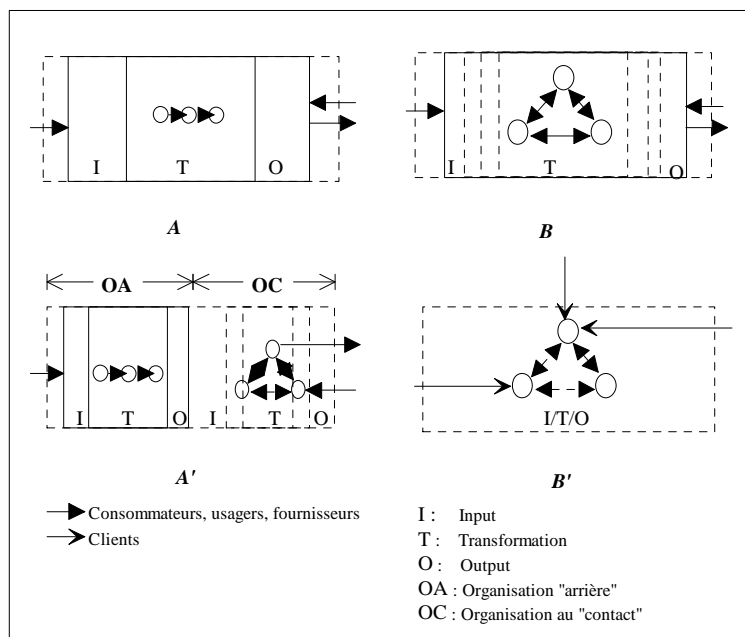 I T O
A
I T O
B
OA OC
I T O I T O
A'
I/T/O
B'
Consommateurs, usagers, fournisseurs
Clients
I : Input
T : Transformation
O : Output
OA : Organisation "arrière"
OC : Organisation au "contact"